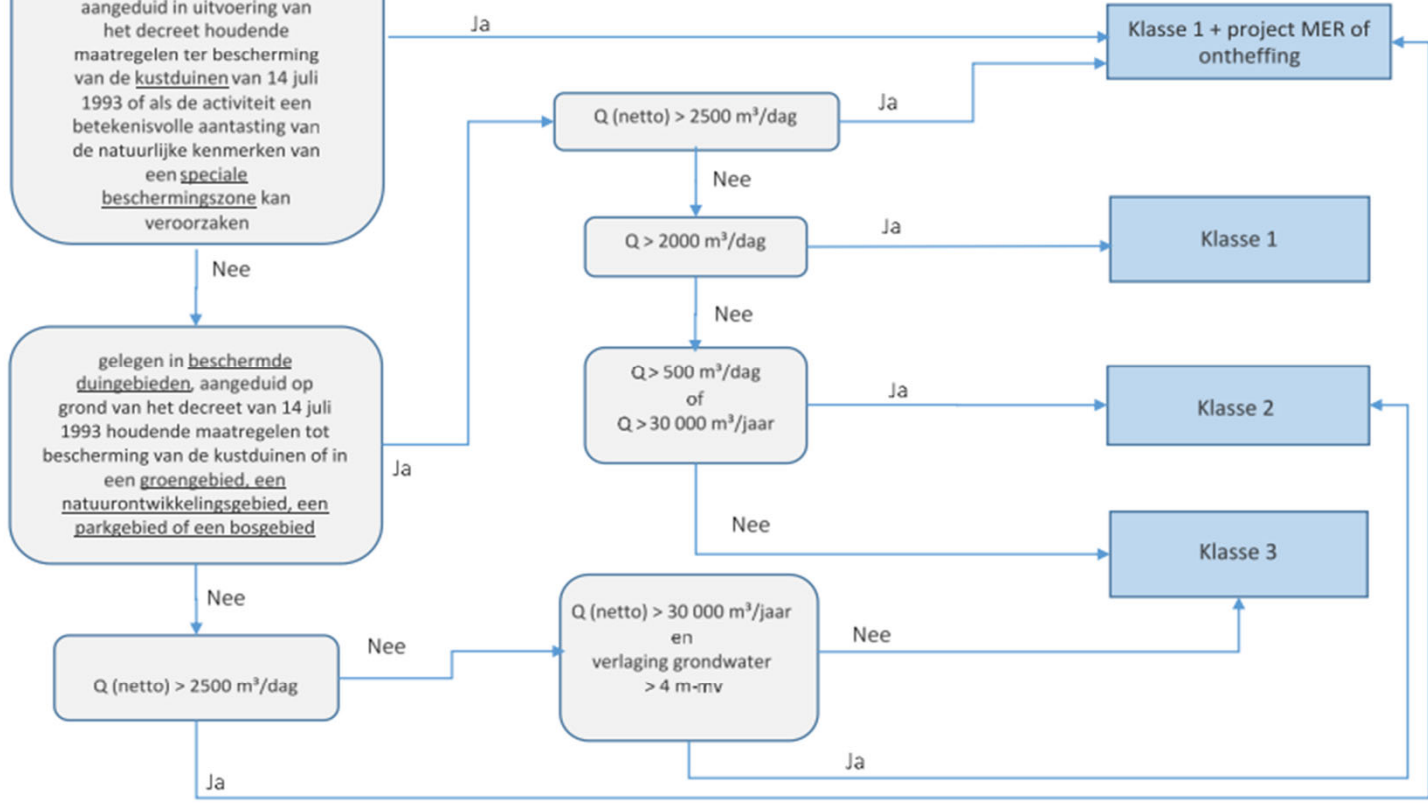 aangeduid in uitvoering van
het decreet houdende
maatregelen ter bescherming
van de kustduinen van 14 juli
1993 of als de activiteit een
betekenisvolle aantasting van
de natuurlijke kenmerken van
een speciale
beschermingszone kan
veroorzaken
Ja
Klasse 1 + project MER of
ontheffing
Q (netto) > 2500 m³/dag
Ja
Nee
Q > 2000 m³/dag
Ja
Klasse 1
Nee
Nee
Q > 500 m³/dag
of
Q > 30 000 m³/jaar
Ja
Klasse 2
gelegen in beschermde
duingebieden, aangeduid op
grond van het decreet van 14 juli
1993 houdende maatregelen tot
bescherming van de kustduinen of in
een groengebied, een
natuurontwikkelingsgebied, een
parkgebied of een bosgebied
Ja
Nee
Klasse 3
Nee
Q (netto) > 2500 m³/dag
Nee
Q (netto) > 30 000 m³/jaar
en
verlaging grondwater
> 4 m-mv
Nee
Ja
Ja